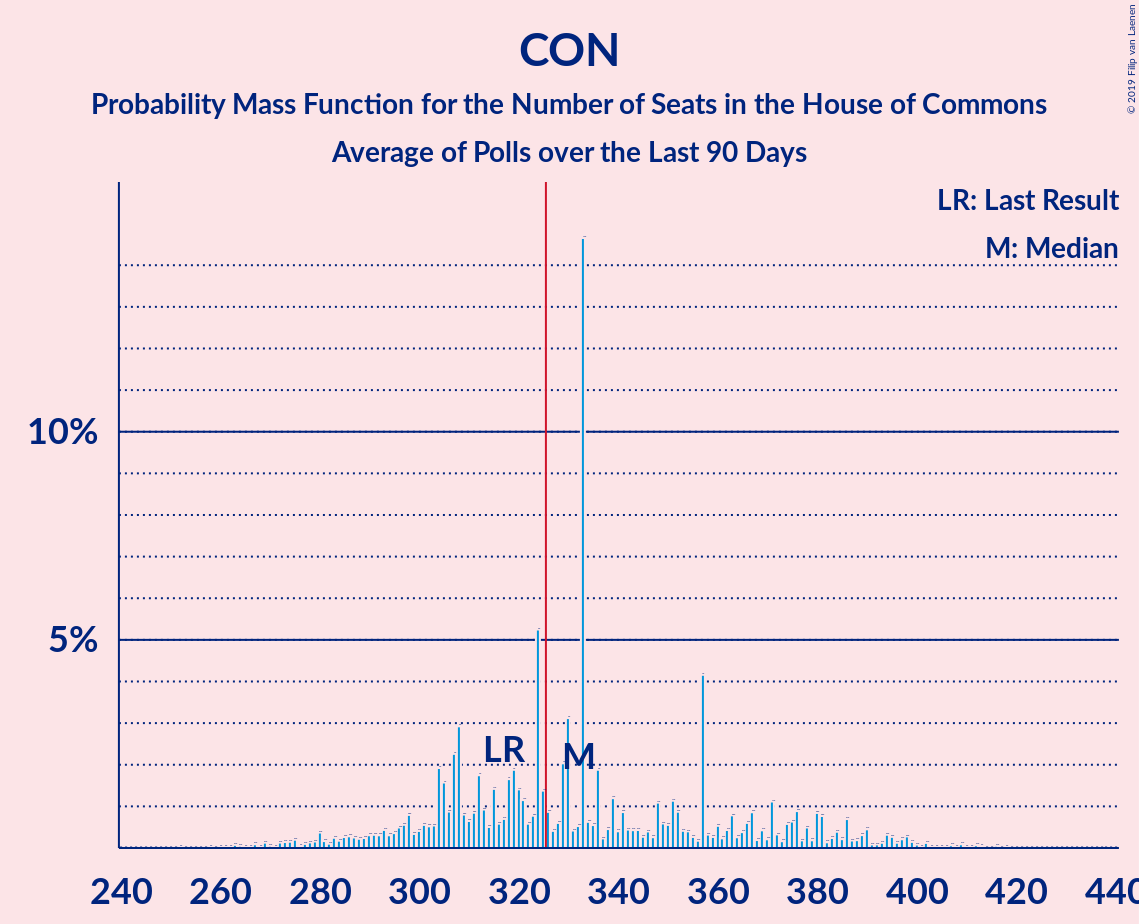 CON
Probability Mass Function for the Number of Seats in the House of Commons
Average of Polls over the Last 90 Days
© 2019 Filip van Laenen
LR: Last Result
M: Median
10%
5%
LR
M
240 260 280 300 320 340 360 380 400 420 440